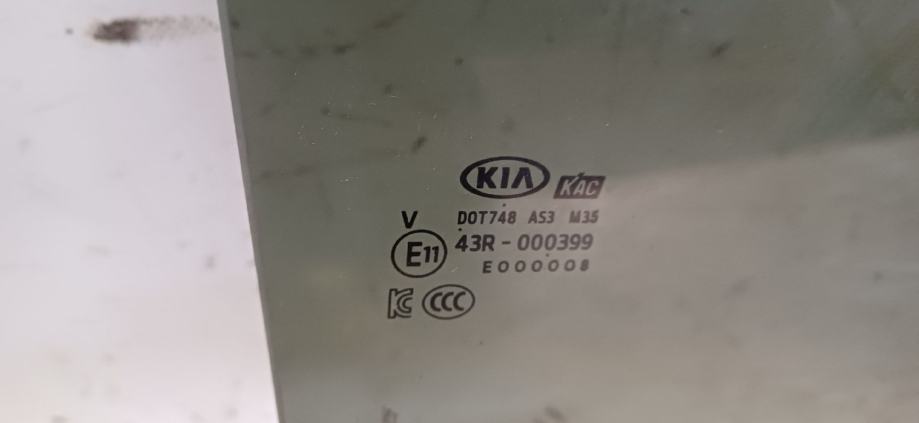 KIA KAC
V DOT748 AS3 M35
E11 43R - 000399
E000008
KC CCC